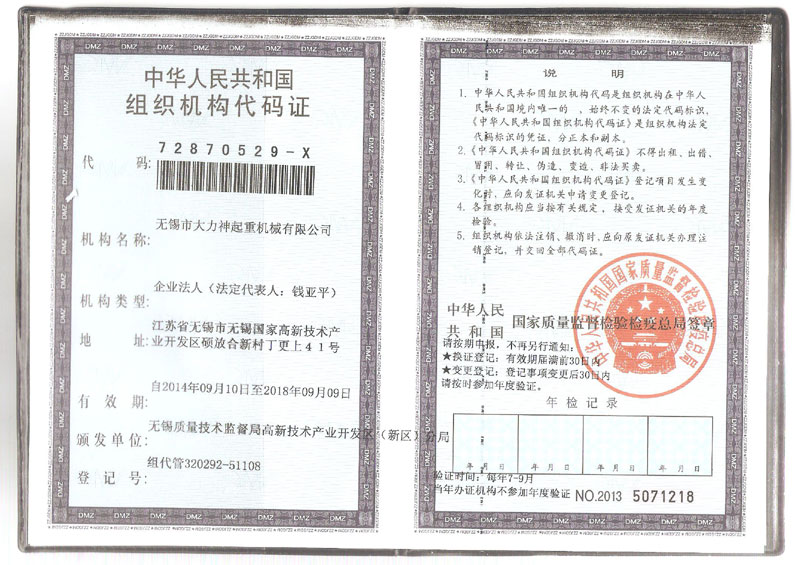 中华人民共和国
组织机构代码证
72870529-X
代 码:
无锡市大力神起重机械有限公司
机构名称:
企业法人（法定代表人：钱亚平）
机构类型:
江苏省无锡市无锡国家高新技术产
地 址:
业开发区硕放合新村丁更上41号
自2014年09月10日至2018年09月09日
有 效 期:
无锡质量技术监督局高新技术产业开发区（新区）分局
颁发单位:
组代管320292-51108
登 记 号:
说 明
1. 中华人民共和国组织机构代码是组织机构在中华人
民共和国境内唯一的、始终不变的法定代码标识，
《中华人民共和国组织机构代码证》是组织机构法定
代码标识的凭证，分正本和副本。
2.《中华人民共和国组织机构代码证》不得出租、出借、
冒用、转让、伪造、变造、非法买卖。
3.《中华人民共和国组织机构代码证》登记项目发生变
化时，应向发证机关申请变更登记。
4. 各组织机构应当按有关规定，接受发证机关的年度
检验。
5. 组织机构依法注销、撤消时，应向原发证机关办理注
销登记，并交回全部代码证。
中华人民共和国国家质量监督检验检疫总局
中华人民
共 和 国
国家质量监督检验检疫总局签章
请按期申报，不再另行通知：
★换证登记：有效期届满前30日内
★变更登记：登记事项变更后30日内
请按时参加年度验证。
年检记录
年 月 日
年 月 日
年 月 日
年 月 日
验证时间：每年7-9月
当年办证机构不参加年度验证
NO.2013 5071218